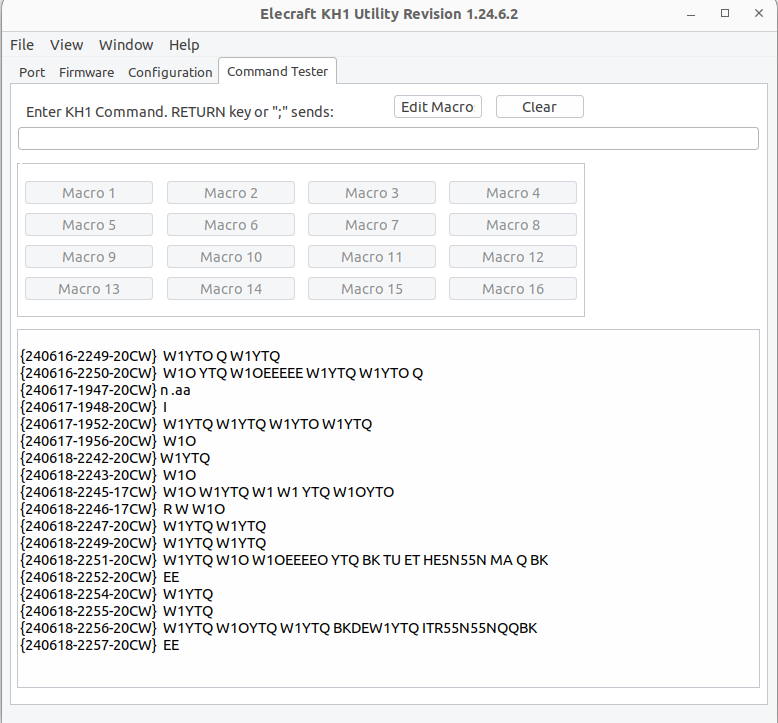 Elecraft KH1 Utility Revision 1.24.6.2
File View Window Help
Port Firmware Configuration Command Tester
Enter KH1 Command. RETURN key or ";" sends: Edit Macro Clear
Macro 1 Macro 2 Macro 3 Macro 4
Macro 5 Macro 6 Macro 7 Macro 8
Macro 9 Macro 10 Macro 11 Macro 12
Macro 13 Macro 14 Macro 15 Macro 16
{240616-2249-20CW} W1YTO Q W1YTQ
{240616-2250-20CW} W1O YTQ W1OEEEEE W1YTQ W1YTO Q
{240617-1947-20CW} n .aa
{240617-1948-20CW} I
{240617-1952-20CW} W1YTQ W1YTQ W1YTO W1YTQ
{240617-1956-20CW} W1O
{240618-2242-20CW} W1YTQ
{240618-2243-20CW} W1O
{240618-2245-17CW} W1O W1YTQ W1 W1 YTQ W1OYTO
{240618-2246-17CW} R W W1O
{240618-2247-20CW} W1YTQ W1YTQ
{240618-2249-20CW} W1YTQ W1YTQ
{240618-2251-20CW} W1YTQ W1O W1OEEEEO YTQ BK TU ET HE5N55N MA Q BK
{240618-2252-20CW} EE
{240618-2254-20CW} W1YTQ
{240618-2255-20CW} W1YTQ
{240618-2256-20CW} W1YTQ W1OYTQ W1YTQ BKDEW1YTQ ITR55N55NQQBK
{240618-2257-20CW} EE